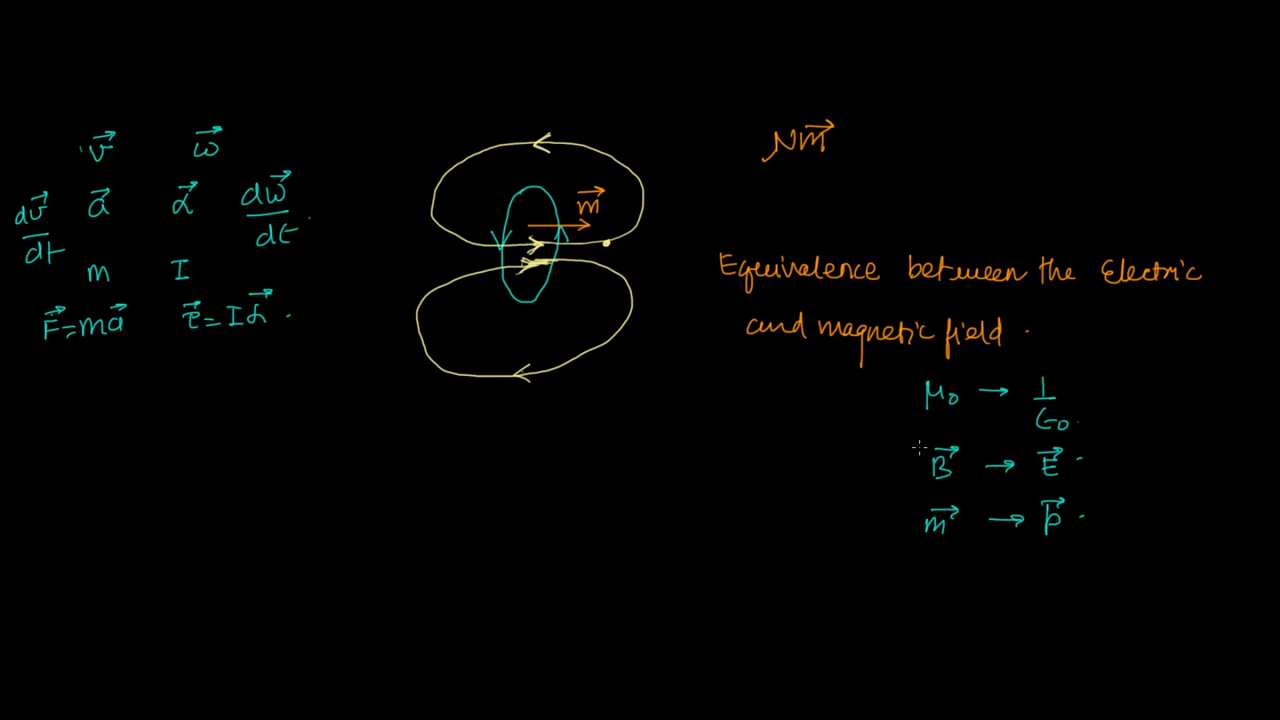 v⃗ ω⃗
dv⃗/dt a⃗ α⃗ dω⃗/dt .
m I
F⃗=ma⃗ τ⃗=Iα⃗ .
m⃗
Nm⃗
Equivalence between the Electric
and magnetic field .
μ₀ → 1/ϵ₀ .
B⃗ → E⃗ .
m⃗ → p⃗ .